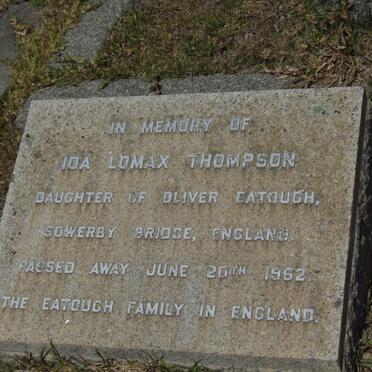 IN MEMORY OF
IDA LOMAX THOMPSON
DAUGHTER OF OLIVER EATOUGH,
SOWERBY BRIDGE, ENGLAND.
PASSED AWAY JUNE 20TH 1962
THE EATOUGH FAMILY IN ENGLAND.